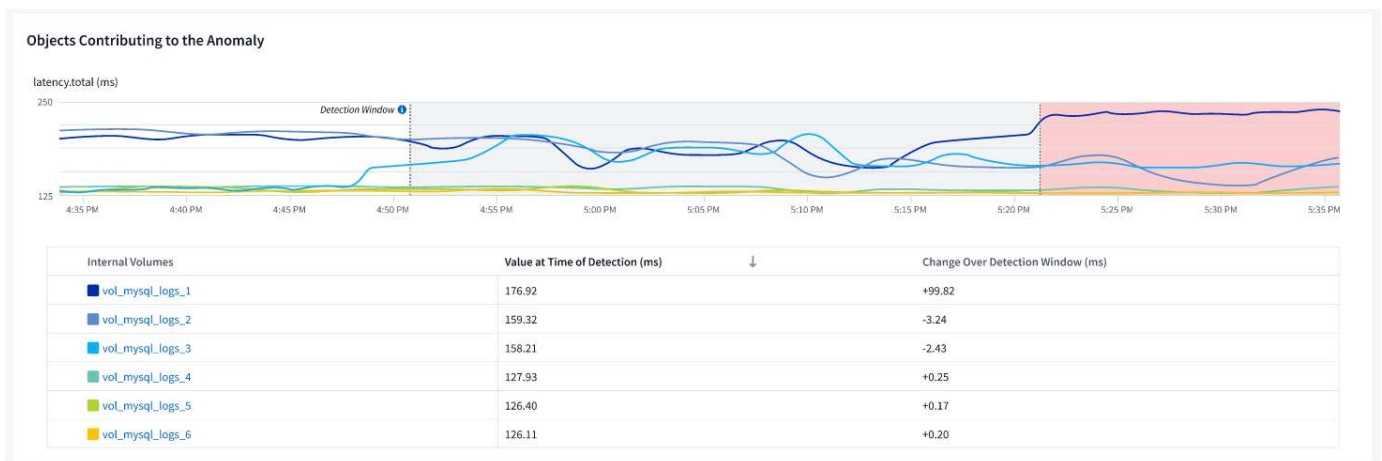 Objects Contributing to the Anomaly
latency.total (ms)
250
Detection Window
125
4:35 PM 4:40 PM 4:45 PM 4:50 PM 4:55 PM 5:00 PM 5:05 PM 5:10 PM 5:15 PM 5:20 PM 5:25 PM 5:30 PM 5:35 PM
Internal Volumes Value at Time of Detection (ms) ↓ Change Over Detection Window (ms)
vol_mysql_logs_1 176.92 +99.82
vol_mysql_logs_2 159.32 -3.24
vol_mysql_logs_3 158.21 -2.43
vol_mysql_logs_4 127.93 +0.25
vol_mysql_logs_5 126.40 +0.17
vol_mysql_logs_6 126.11 +0.20